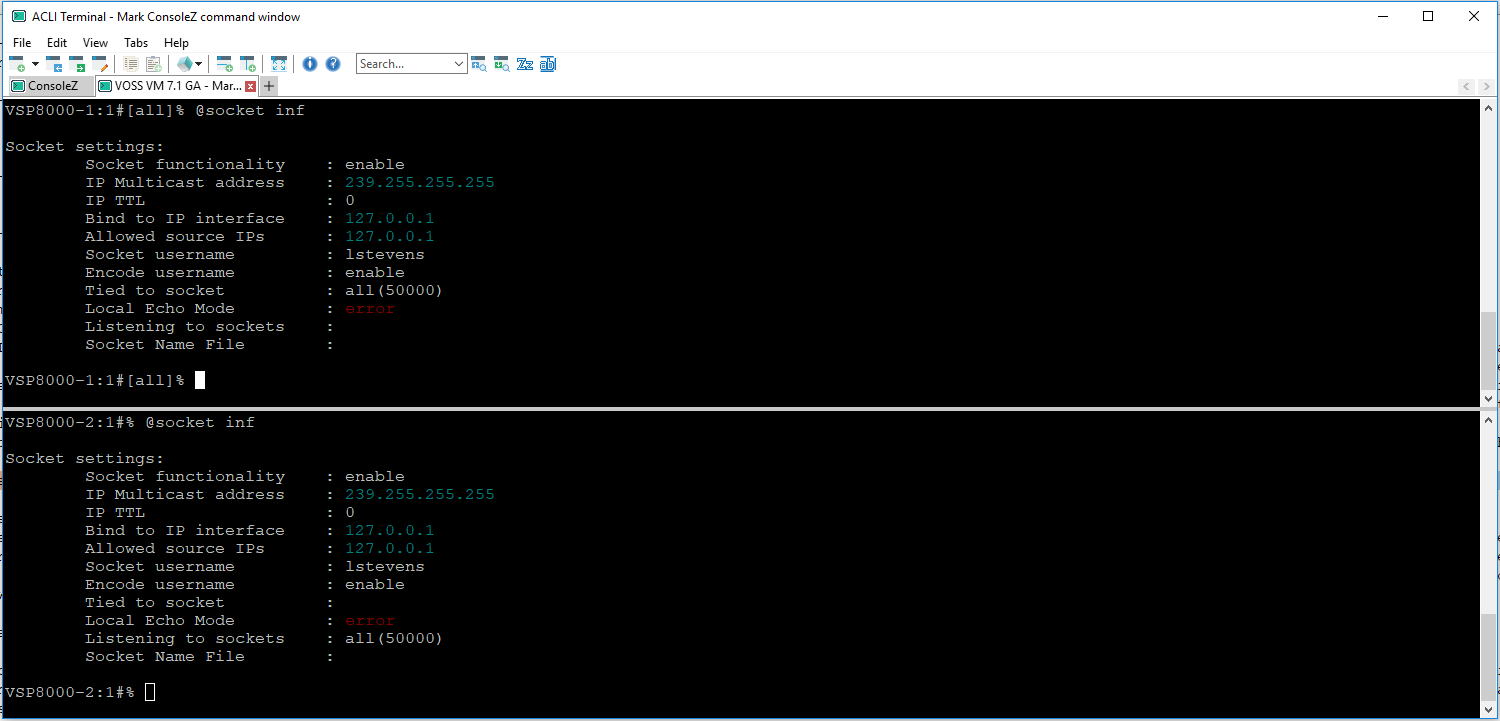 ACLI Terminal - Mark ConsoleZ command window
File Edit View Tabs Help
Search...
ConsoleZ VOSS VM 7.1 GA - Mar...
VSP8000-1:1#[all]% @socket inf
Socket settings:
Socket functionality : enable
IP Multicast address : 239.255.255.255
IP TTL : 0
Bind to IP interface : 127.0.0.1
Allowed source IPs : 127.0.0.1
Socket username : lstevens
Encode username : enable
Tied to socket : all(50000)
Local Echo Mode : error
Listening to sockets :
Socket Name File :
VSP8000-1:1#[all]%
VSP8000-2:1#% @socket inf
Socket settings:
Socket functionality : enable
IP Multicast address : 239.255.255.255
IP TTL : 0
Bind to IP interface : 127.0.0.1
Allowed source IPs : 127.0.0.1
Socket username : lstevens
Encode username : enable
Tied to socket :
Local Echo Mode : error
Listening to sockets : all(50000)
Socket Name File :
VSP8000-2:1#%